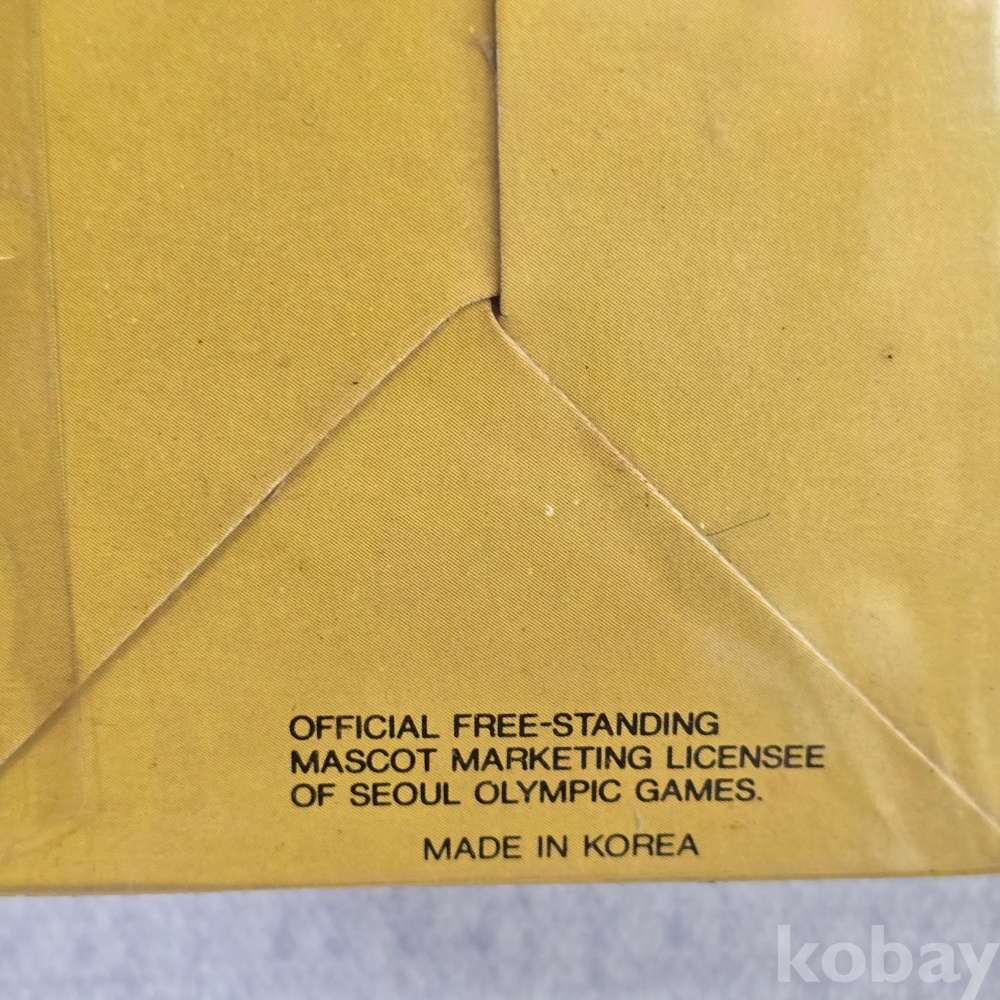 OFFICIAL FREE-STANDING
MASCOT MARKETING LICENSEE
OF SEOUL OLYMPIC GAMES.
MADE IN KOREA
kobay